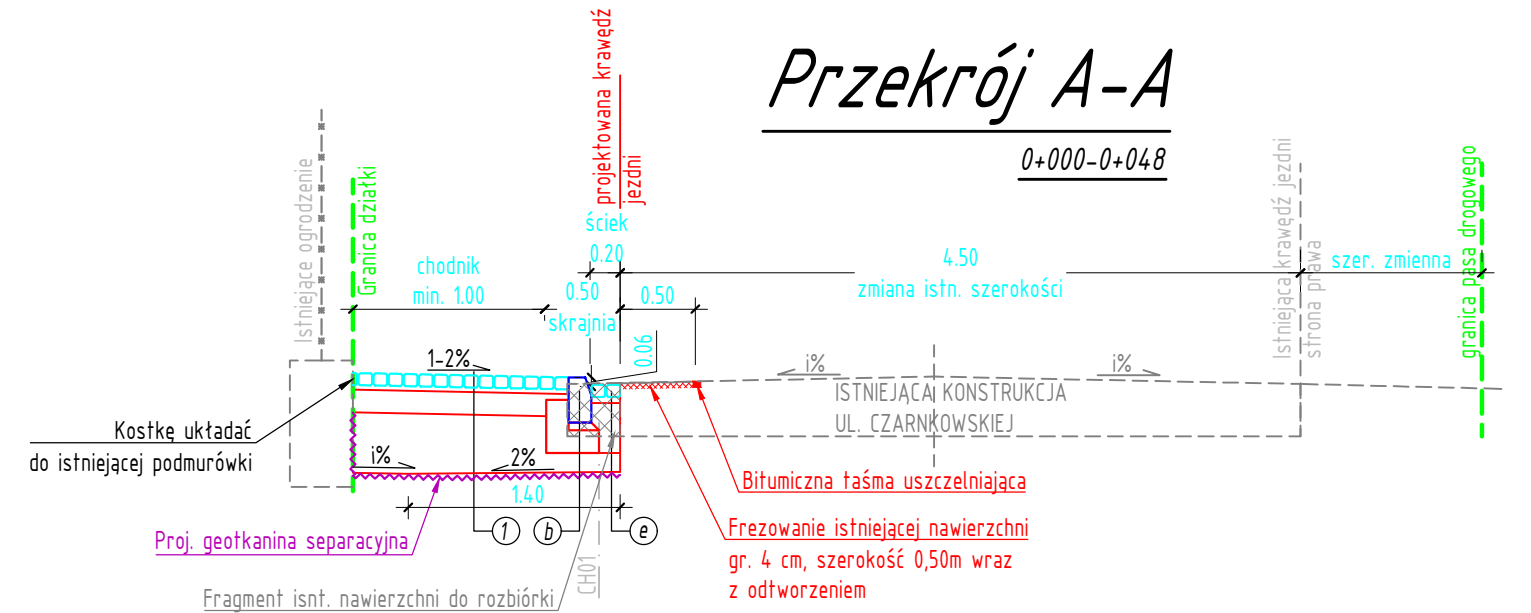 Przekrój A-A
0+000-0+048
Istniejące ogrodzenie
Granica działki
projektowana krawędź
jezdni
Istniejąca krawędź jezdni
strona prawa
granica pasa drogowego
ściek
0.20
chodnik
min. 1.00
0.50
skrajnia
0.50
4.50
zmiana istn. szerokości
szer. zmienna
0.06
1-2%
i%
i%
ISTNIEJĄCA KONSTRUKCJA
UL. CZARNKOWSKIEJ
Kostkę układać
do istniejącej podmurówki
i%
2%
1.40
1
b
e
CH01
Bitumiczna taśma uszczelniająca
Proj. geotkanina separacyjna
Frezowanie istniejącej nawierzchni
gr. 4 cm, szerokość 0,50m wraz
z odtworzeniem
Fragment isnt. nawierzchni do rozbiórki